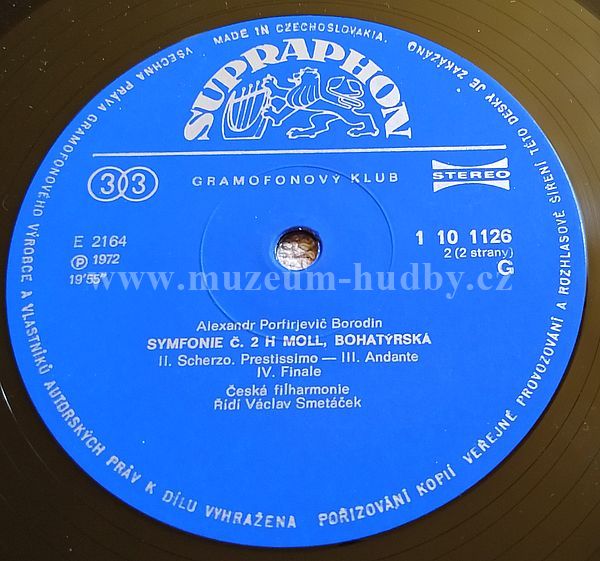 VŠECHNA PRÁVA GRAMOFONOVÉHO VÝROBCE A VLASTNÍKŮ AUTORSKÝCH PRÁV K DÍLU VYHRAŽENA
POŘIZOVÁNÍ KOPIÍ VEŘEJNÉ PROVOZOVÁNÍ A ROZHLASOVÉ ŠÍŘENÍ TÉTO DESKY JE ZAKÁZÁNO
MADE IN CZECHOSLOVAKIA.
SUPRAPHON
33
GRAMOFONOVÝ KLUB
STEREO
E 2164
℗ 1972
19'55"
1 10 1126
2 (2 strany)
G
www.muzeum-hudby.cz
Alexandr Porfirjevič Borodin
SYMFONIE Č. 2 H MOLL, BOHATÝRSKÁ
II. Scherzo. Prestissimo — III. Andante
IV. Finale
Česká filharmonie
Řídí Václav Smetáček